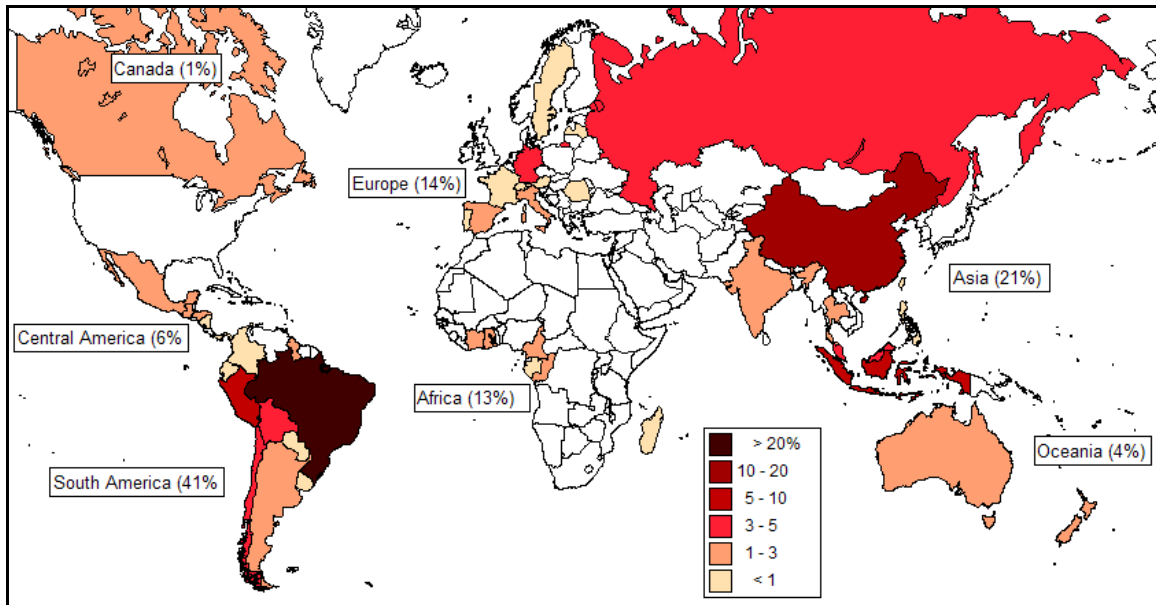 Canada (1%)
Europe (14%)
Asia (21%)
Central America (6%
Africa (13%)
Oceania (4%)
South America (41%
> 20%
10 - 20
5 - 10
3 - 5
1 - 3
< 1